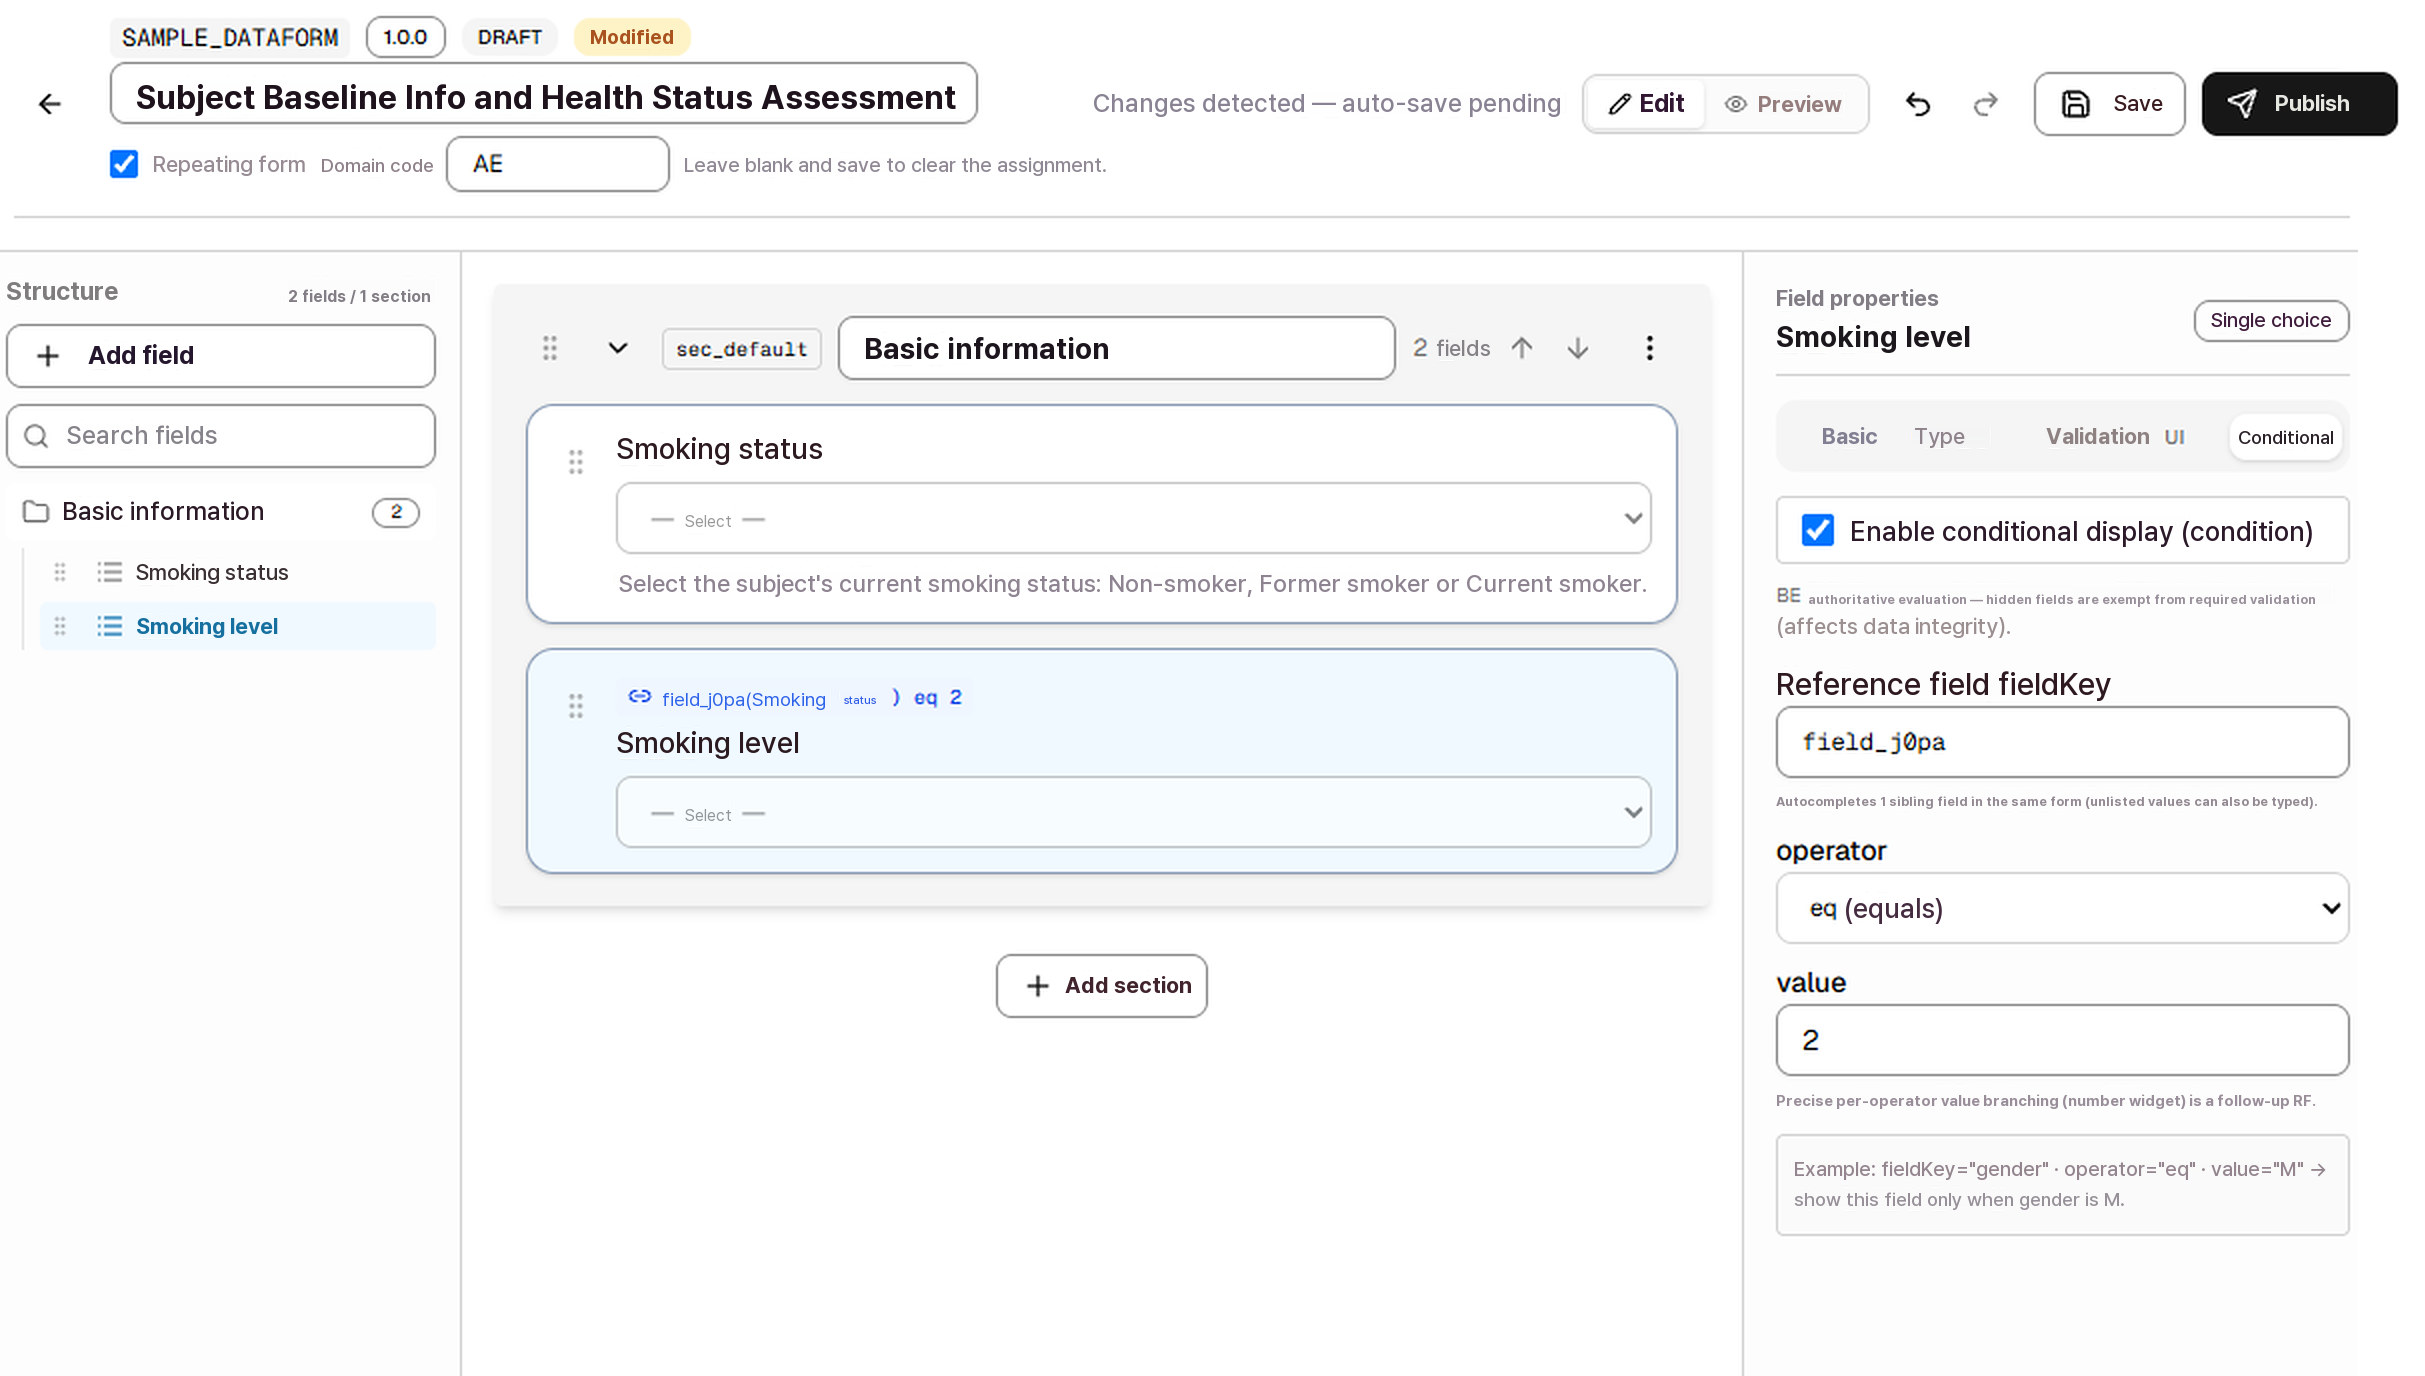 SAMPLE_DATAFORM 1.0.0 DRAFT Modified
Subject Baseline Info and Health Status Assessment
Changes detected — auto-save pending
Edit Preview
Save
Publish
Repeating form Domain code AE Leave blank and save to clear the assignment.
Structure
2 fields / 1 section
Add field
Search fields
Basic information 2
Smoking status
Smoking level
sec_default Basic information 2 fields
Smoking status
— Select —
Select the subject's current smoking status: Non-smoker, Former smoker or Current smoker.
field_j0pa(Smoking status ) eq 2
Smoking level
— Select —
Add section
Field properties
Smoking level
Single choice
Basic Type Validation UI Conditional
Enable conditional display (condition)
BE authoritative evaluation — hidden fields are exempt from required validation
(affects data integrity).
Reference field fieldKey
field_j0pa
Autocompletes 1 sibling field in the same form (unlisted values can also be typed).
operator
eq (equals)
value
2
Precise per-operator value branching (number widget) is a follow-up RF.
Example: fieldKey="gender" · operator="eq" · value="M" →
show this field only when gender is M.